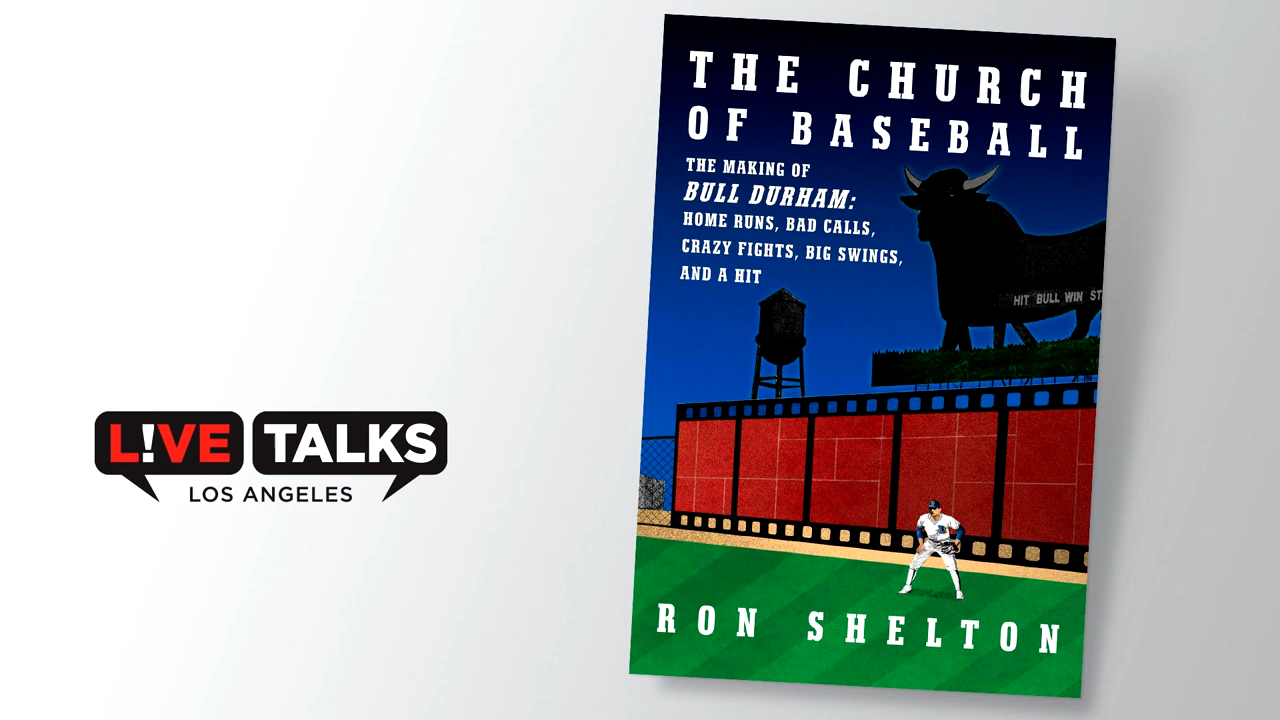 L!VE TALKS
LOS ANGELES
THE CHURCH
OF BASEBALL
THE MAKING OF
BULL DURHAM:
HOME RUNS, BAD CALLS,
CRAZY FIGHTS, BIG SWINGS,
AND A HIT
HIT BULL WIN ST
RON SHELTON